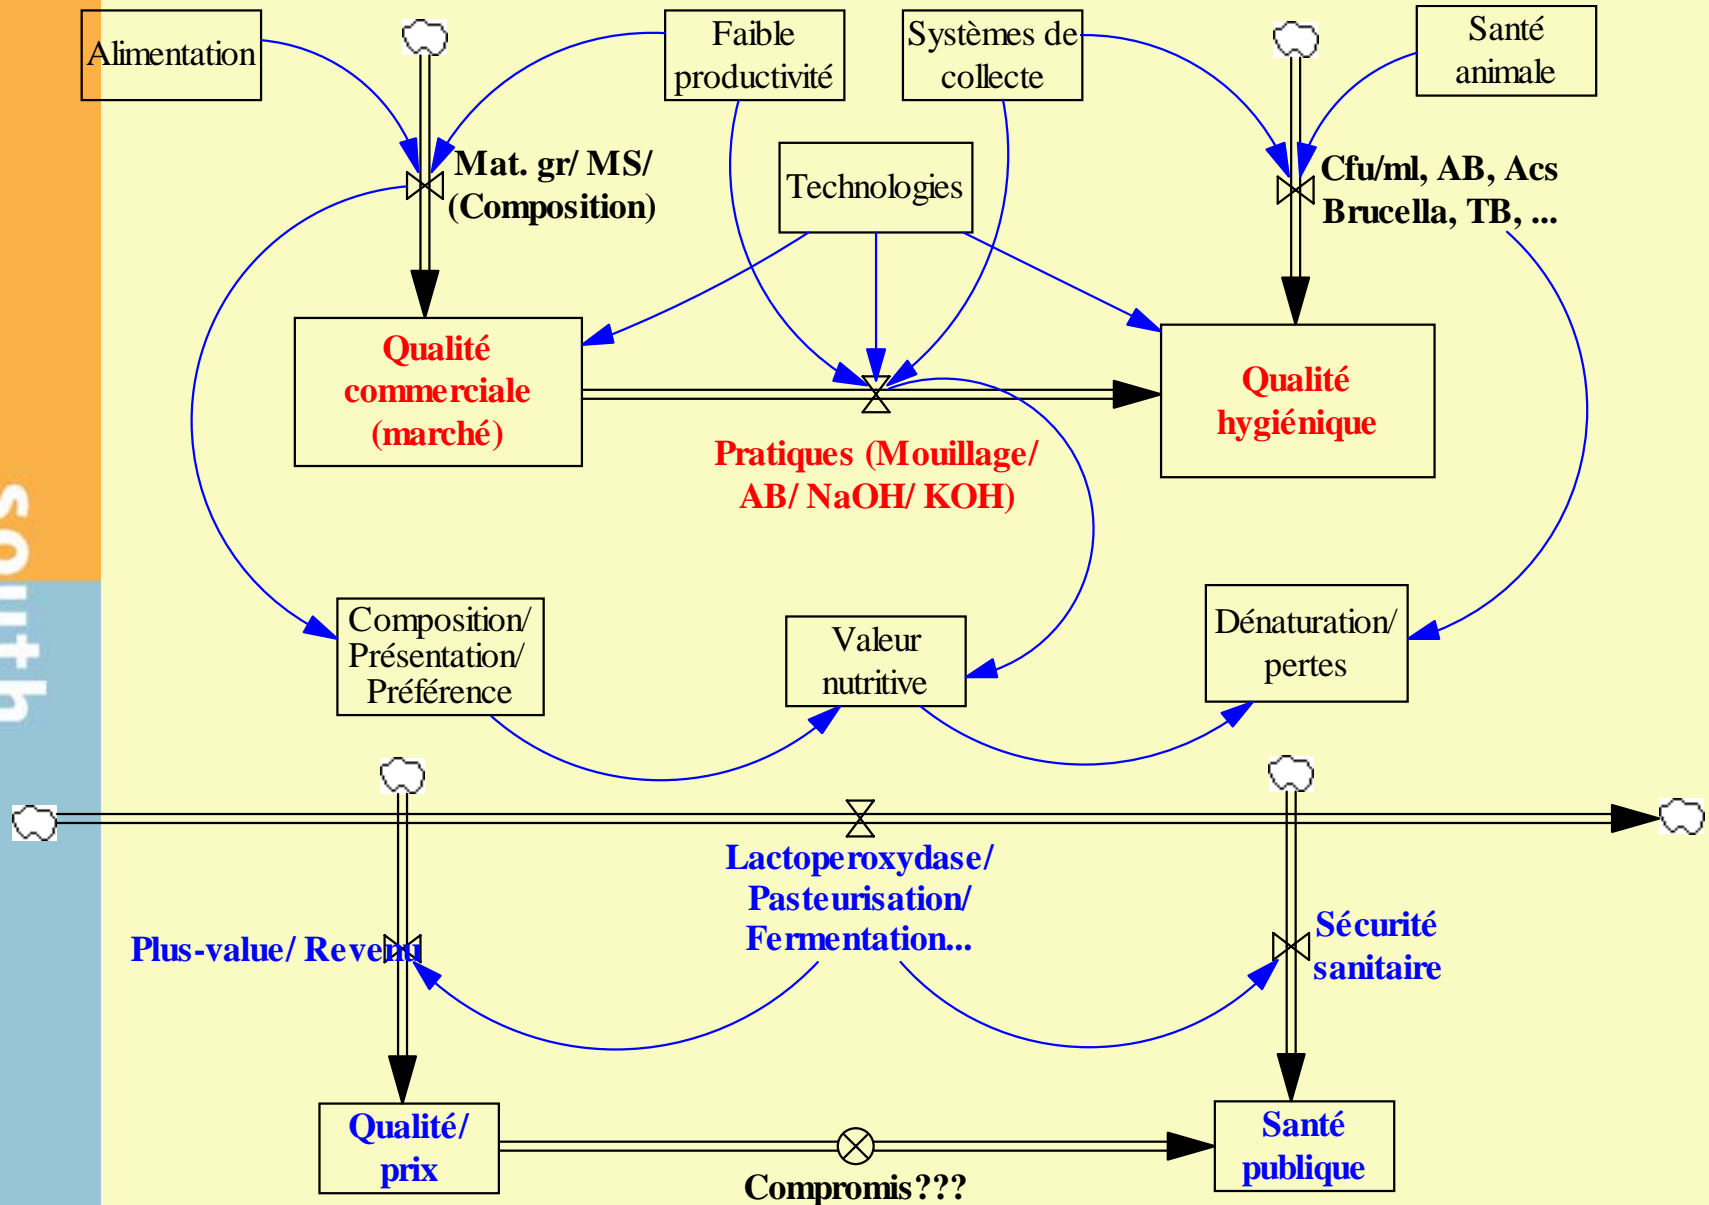 Alimentation
Faible
productivité
Systèmes de
collecte
Santé
animale
Mat. gr/ MS/
(Composition)
Technologies
Cfu/ml, AB, Acs
Brucella, TB, ...
Qualité
commerciale
(marché)
Qualité
hygiénique
Pratiques (Mouillage/
AB/ NaOH/ KOH)
south
Composition/
Présentation/
Préférence
Valeur
nutritive
Dénaturation/
pertes
Lactoperoxydase/
Pasteurisation/
Fermentation...
Plus-value/ Revenu
Sécurité
sanitaire
Qualité/
prix
Santé
publique
Compromis???